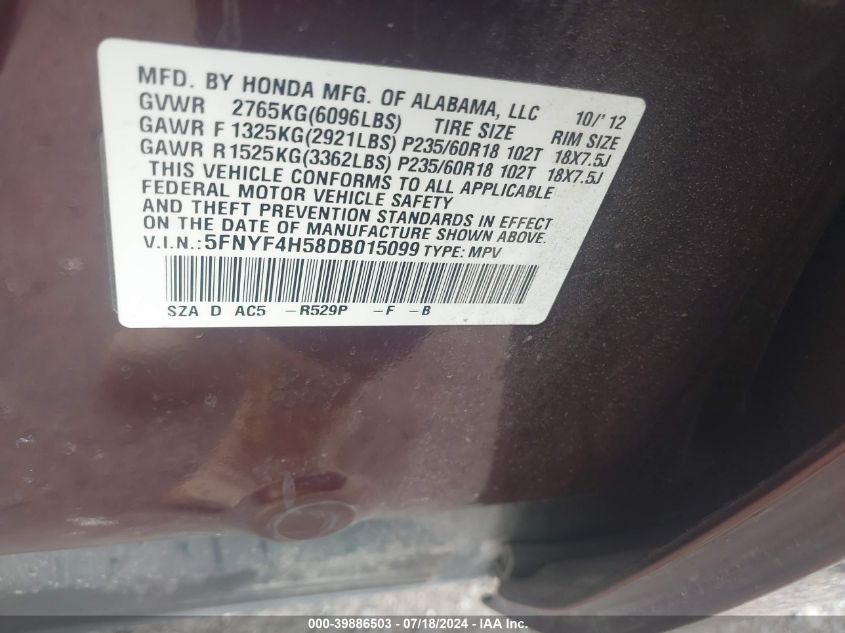 MFD. BY HONDA MFG. OF ALABAMA, LLC 10/'12
GVWR 2765KG(6096LBS) TIRE SIZE RIM SIZE
GAWR F 1325KG(2921LBS) P235/60R18 102T 18X7.5J
GAWR R 1525KG(3362LBS) P235/60R18 102T 18X7.5J
THIS VEHICLE CONFORMS TO ALL APPLICABLE
FEDERAL MOTOR VEHICLE SAFETY
AND THEFT PREVENTION STANDARDS IN EFFECT
ON THE DATE OF MANUFACTURE SHOWN ABOVE.
V.I.N.:5FNYF4H58DB015099 TYPE: MPV
SZA D AC5 -R529P -F -B
000-39886503 - 07/18/2024 - IAA Inc.